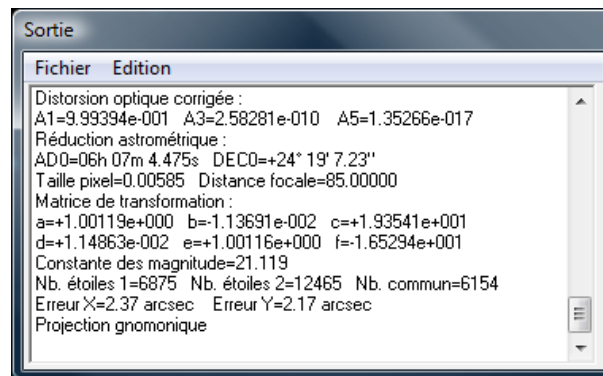 Sortie
Fichier Edition
Distorsion optique corrigée :
A1=9.99394e-001 A3=2.58281e-010 A5=1.35266e-017
Réduction astrométrique :
AD0=06h 07m 4.475s DEC0=+24° 19' 7.23''
Taille pixel=0.00585 Distance focale=85.00000
Matrice de transformation :
a=+1.00119e+000 b=-1.13691e-002 c=+1.93541e+001
d=+1.14863e-002 e=+1.00116e+000 f=-1.65294e+001
Constante des magnitude=21.119
Nb. étoiles 1=6875 Nb. étoiles 2=12465 Nb. commun=6154
Erreur X=2.37 arcsec Erreur Y=2.17 arcsec
Projection gnomonique